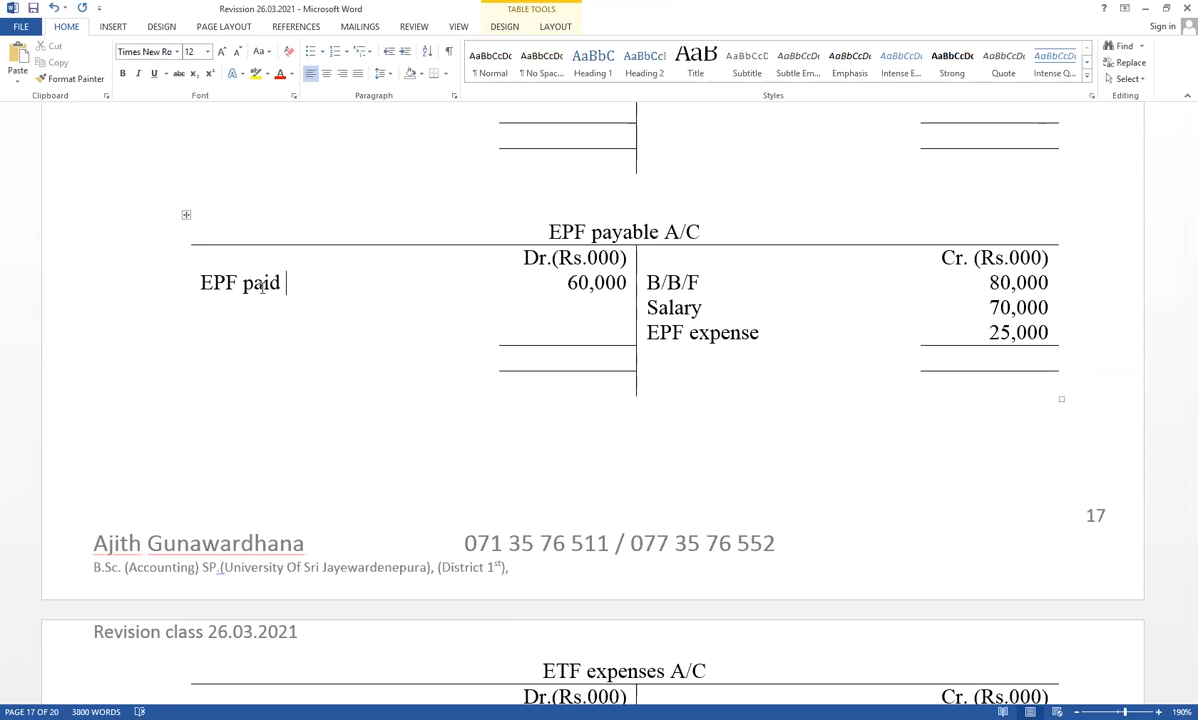 Revision 26.03.2021 - Microsoft Word
TABLE TOOLS
Sign in
FILE HOME INSERT DESIGN PAGE LAYOUT REFERENCES MAILINGS REVIEW VIEW DESIGN LAYOUT
Paste
Cut
Copy
Format Painter
Clipboard
Times New Ro 12
Font
Paragraph
AaBbCcDc AaBbCcDc AaBbC AaBbCcl AaB AaBbCcD AaBbCcDc AaBbCcDc AaBbCcDc AaBbCcDc AaBbCcDc AaBbCcDc
¶ Normal ¶ No Spac... Heading 1 Heading 2 Title Subtitle Subtle Em... Emphasis Intense E... Strong Quote Intense Q...
Styles
Find
Replace
Select
Editing
EPF payable A/C
Dr.(Rs.000) Cr. (Rs.000)
EPF paid 60,000 B/B/F 80,000
Salary 70,000
EPF expense 25,000
17
Ajith Gunawardhana 071 35 76 511 / 077 35 76 552
B.Sc. (Accounting) SP.(University Of Sri Jayewardenepura), (District 1st),
Revision class 26.03.2021
ETF expenses A/C
Dr.(Rs.000) Cr. (Rs.000)
PAGE 17 OF 20 3800 WORDS 190%